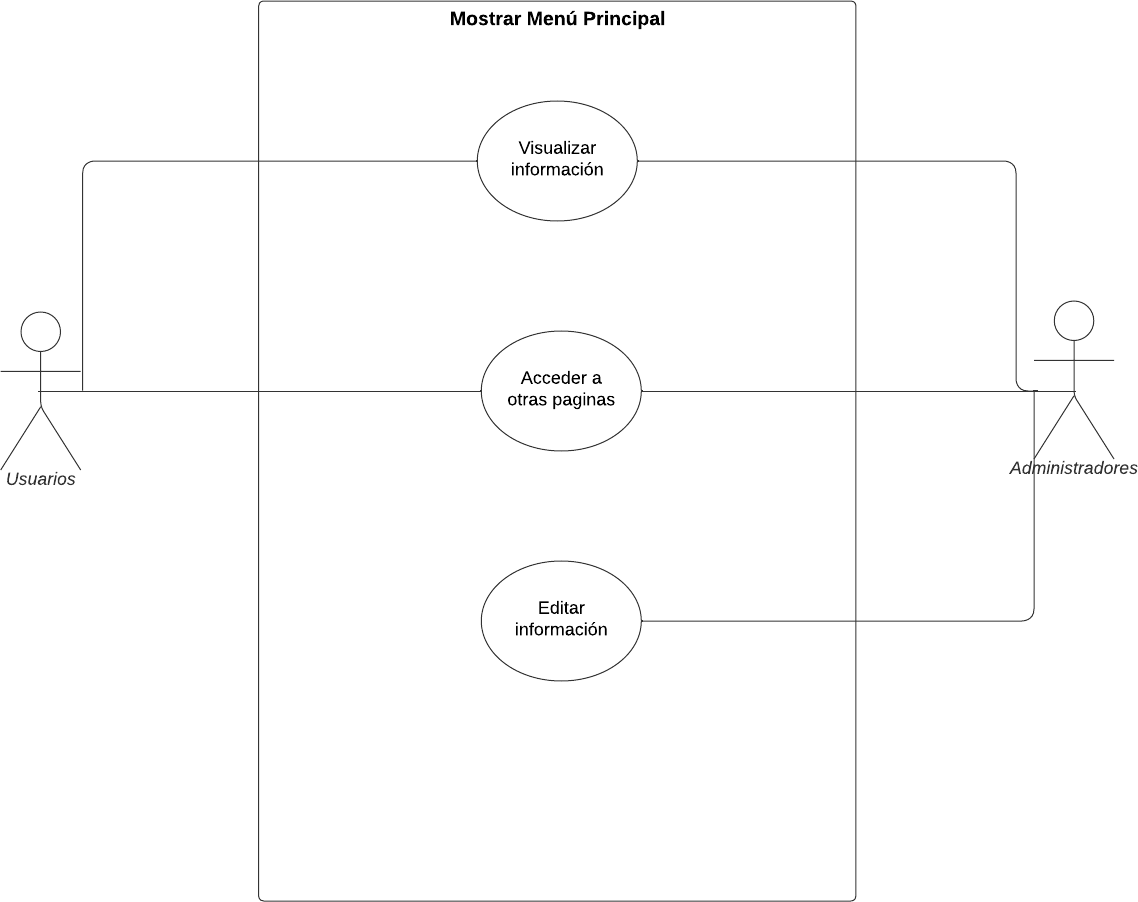 Mostrar Menú Principal
Visualizar
información
Acceder a
otras paginas
Usuarios
Administradores
Editar
información